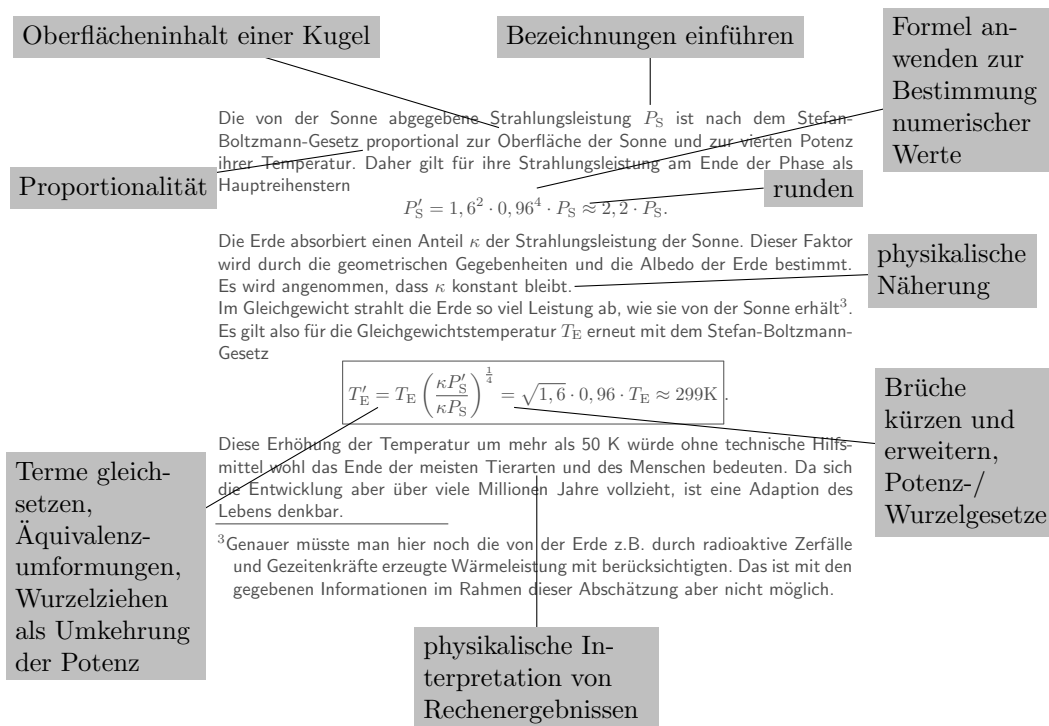 Oberflächeninhalt einer Kugel
Bezeichnungen einführen
Formel an-
wenden zur
Bestimmung
numerischer
Werte
Die von der Sonne abgegebene Strahlungsleistung P_S ist nach dem Stefan-
Boltzmann-Gesetz proportional zur Oberfläche der Sonne und zur vierten Potenz
ihrer Temperatur. Daher gilt für ihre Strahlungsleistung am Ende der Phase als
Hauptreihenstern
Proportionalität
runden
P'_S = 1,6² · 0,96⁴ · P_S ≈ 2,2 · P_S.
Die Erde absorbiert einen Anteil κ der Strahlungsleistung der Sonne. Dieser Faktor
wird durch die geometrischen Gegebenheiten und die Albedo der Erde bestimmt.
Es wird angenommen, dass κ konstant bleibt.
physikalische
Näherung
Im Gleichgewicht strahlt die Erde so viel Leistung ab, wie sie von der Sonne erhält³.
Es gilt also für die Gleichgewichtstemperatur T_E erneut mit dem Stefan-Boltzmann-
Gesetz
T'_E = T_E (κP'_S / κP_S)^{1/4} = √1,6 · 0,96 · T_E ≈ 299K.
Brüche
kürzen und
erweitern,
Potenz-/
Wurzelgesetze
Diese Erhöhung der Temperatur um mehr als 50 K würde ohne technische Hilfs-
mittel wohl das Ende der meisten Tierarten und des Menschen bedeuten. Da sich
die Entwicklung aber über viele Millionen Jahre vollzieht, ist eine Adaption des
Lebens denkbar.
Terme gleich-
setzen,
Äquivalenz-
umformungen,
Wurzelziehen
als Umkehrung
der Potenz
³Genauer müsste man hier noch die von der Erde z.B. durch radioaktive Zerfälle
und Gezeitenkräfte erzeugte Wärmeleistung mit berücksichtigten. Das ist mit den
gegebenen Informationen im Rahmen dieser Abschätzung aber nicht möglich.
physikalische In-
terpretation von
Rechenergebnissen